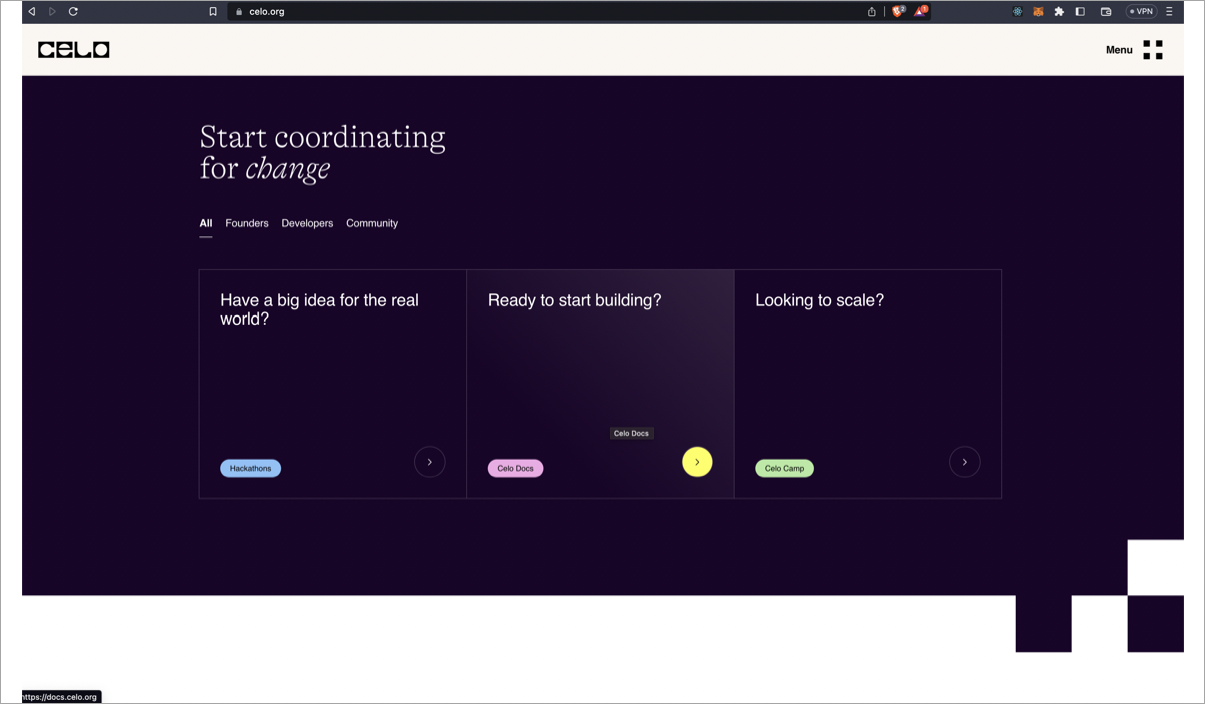 celo.org
2
1
VPN
CELO
Menu
Start coordinating
for change
All Founders Developers Community
Have a big idea for the real
world?
Hackathons
Ready to start building?
Celo Docs
Celo Docs
Looking to scale?
Celo Camp
https://docs.celo.org